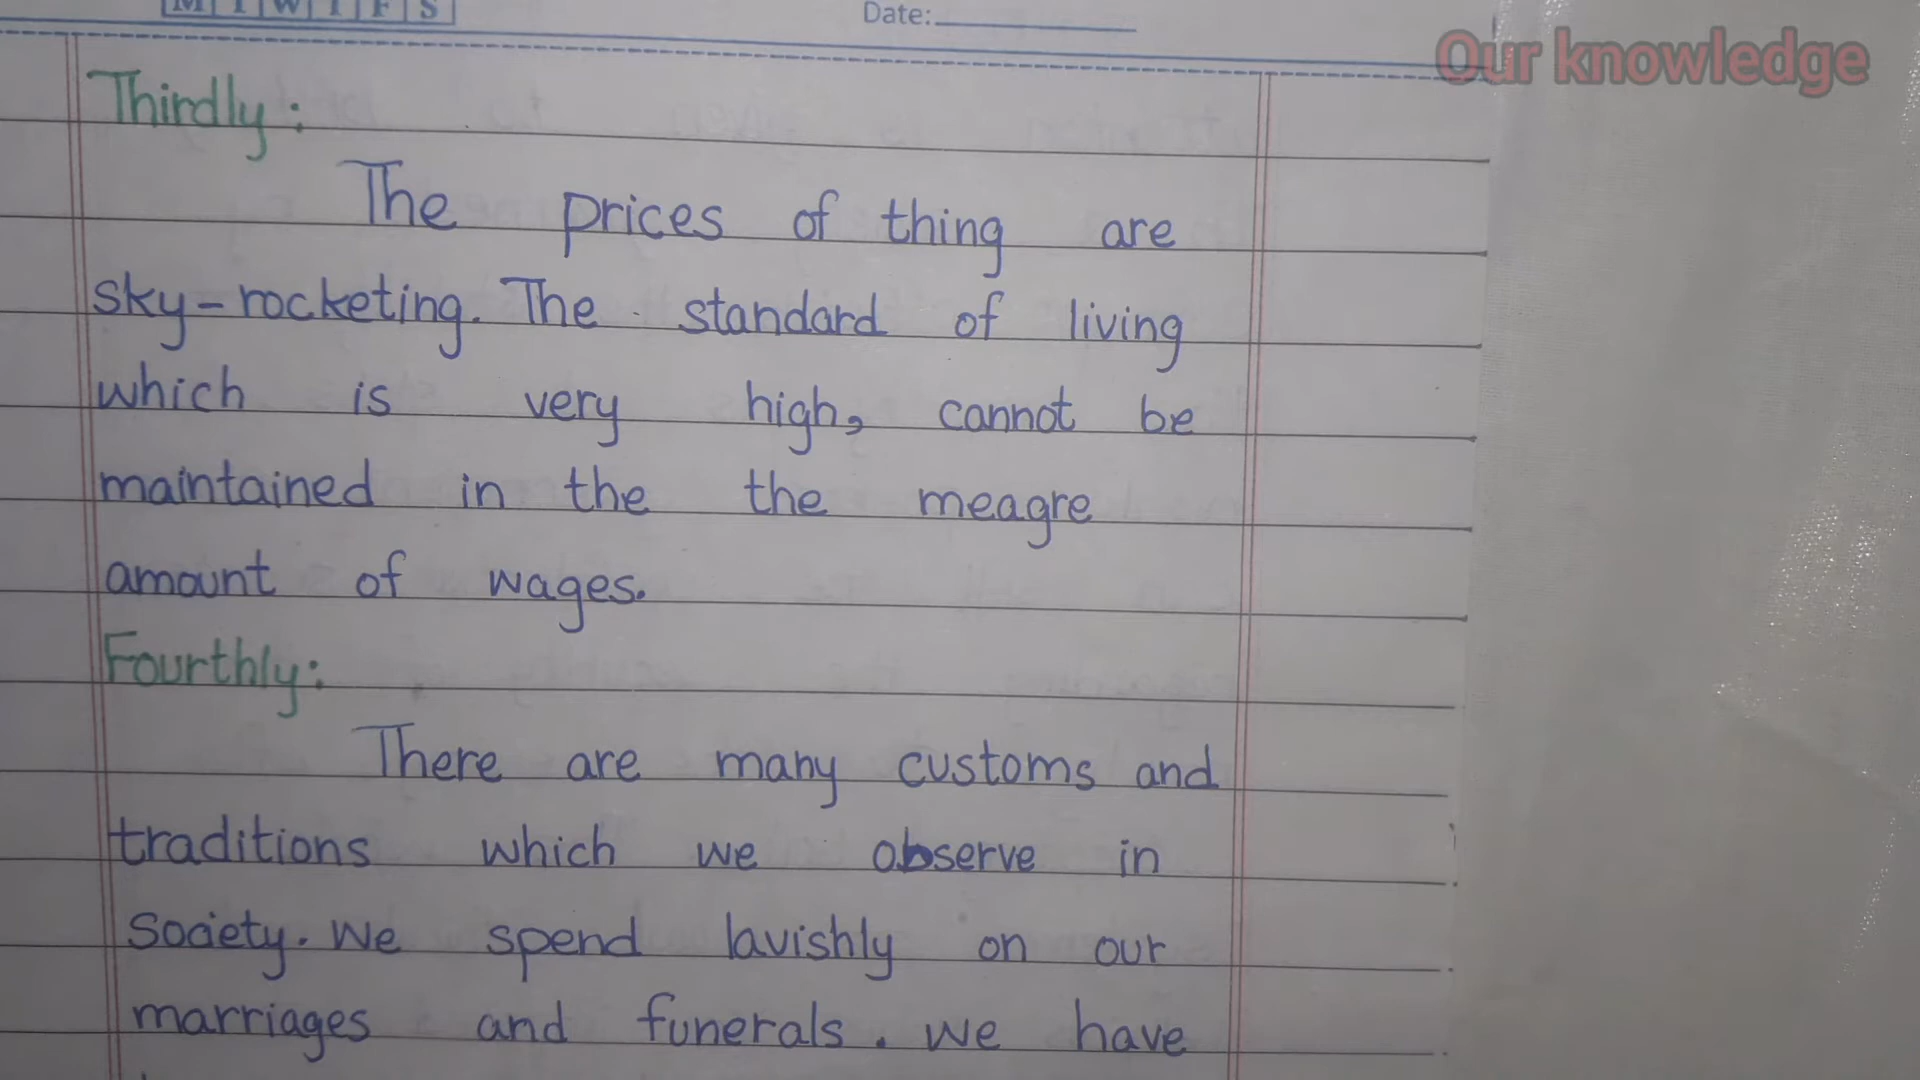 M T W T F S
Date:
Our knowledge
Thirdly:
The prices of thing are
sky-rocketing. The standard of living
which is very high, cannot be
maintained in the the meagre
amount of wages.
Fourthly:
There are many customs and
traditions which we observe in
society. We spend lavishly on our
marriages and funerals. We have